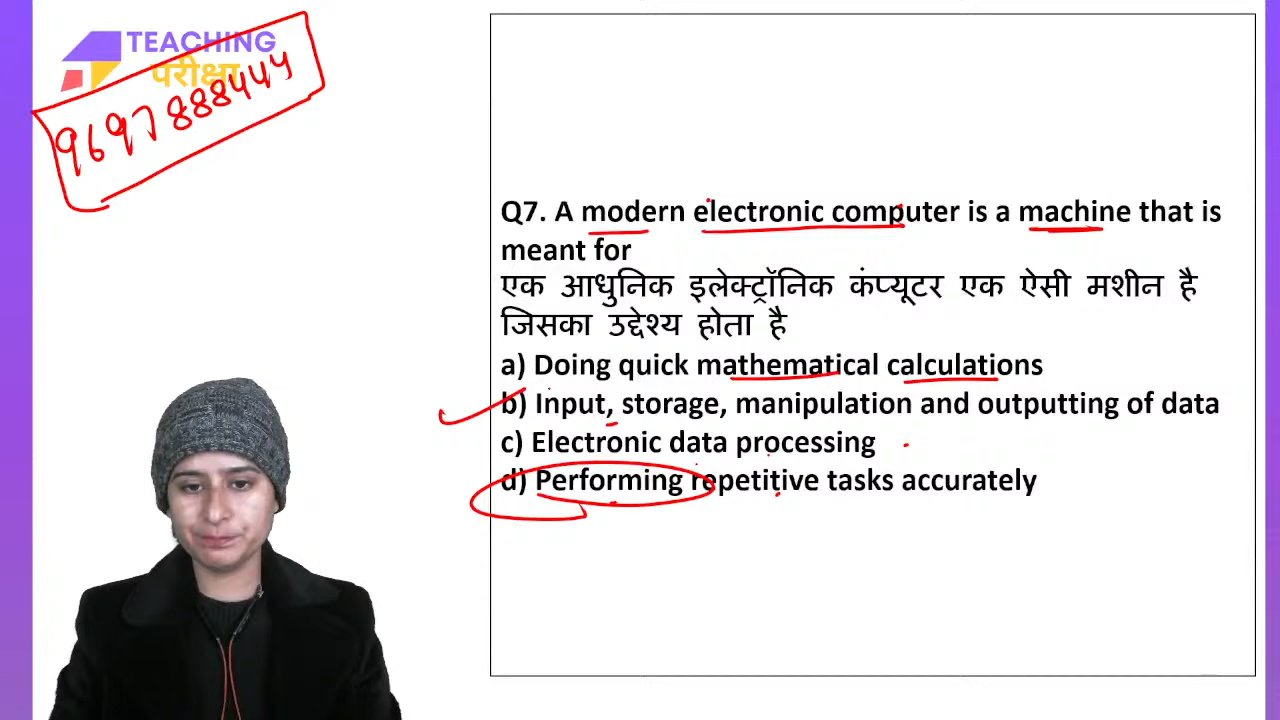 TEACHING
परीक्षा
9697888444
Q7. A modern electronic computer is a machine that is
meant for
एक आधुनिक इलेक्ट्रॉनिक कंप्यूटर एक ऐसी मशीन है
जिसका उद्देश्य होता है
a) Doing quick mathematical calculations
b) Input, storage, manipulation and outputting of data
c) Electronic data processing
d) Performing repetitive tasks accurately